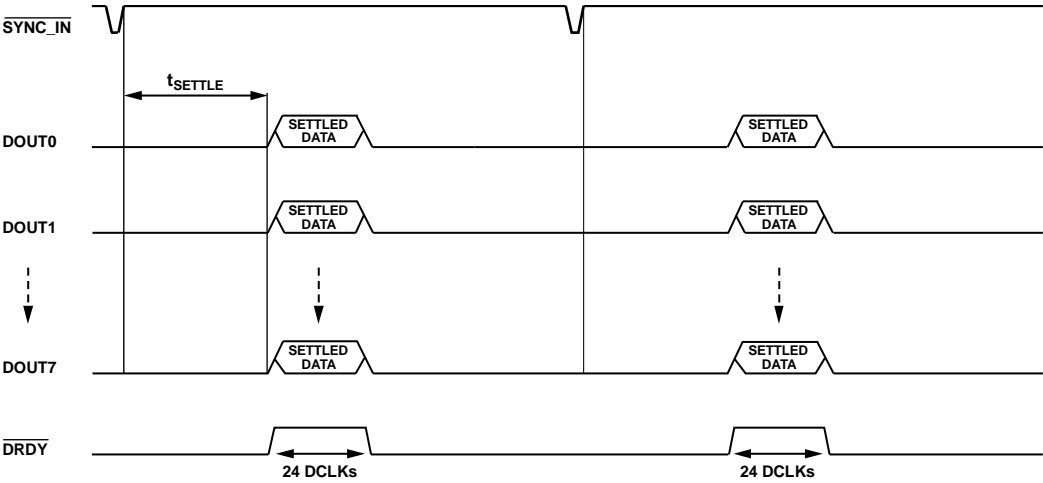 SYNC_IN
tSETTLE
DOUT0
SETTLED
DATA
SETTLED
DATA
DOUT1
SETTLED
DATA
SETTLED
DATA
DOUT7
SETTLED
DATA
SETTLED
DATA
DRDY
24 DCLKs
24 DCLKs